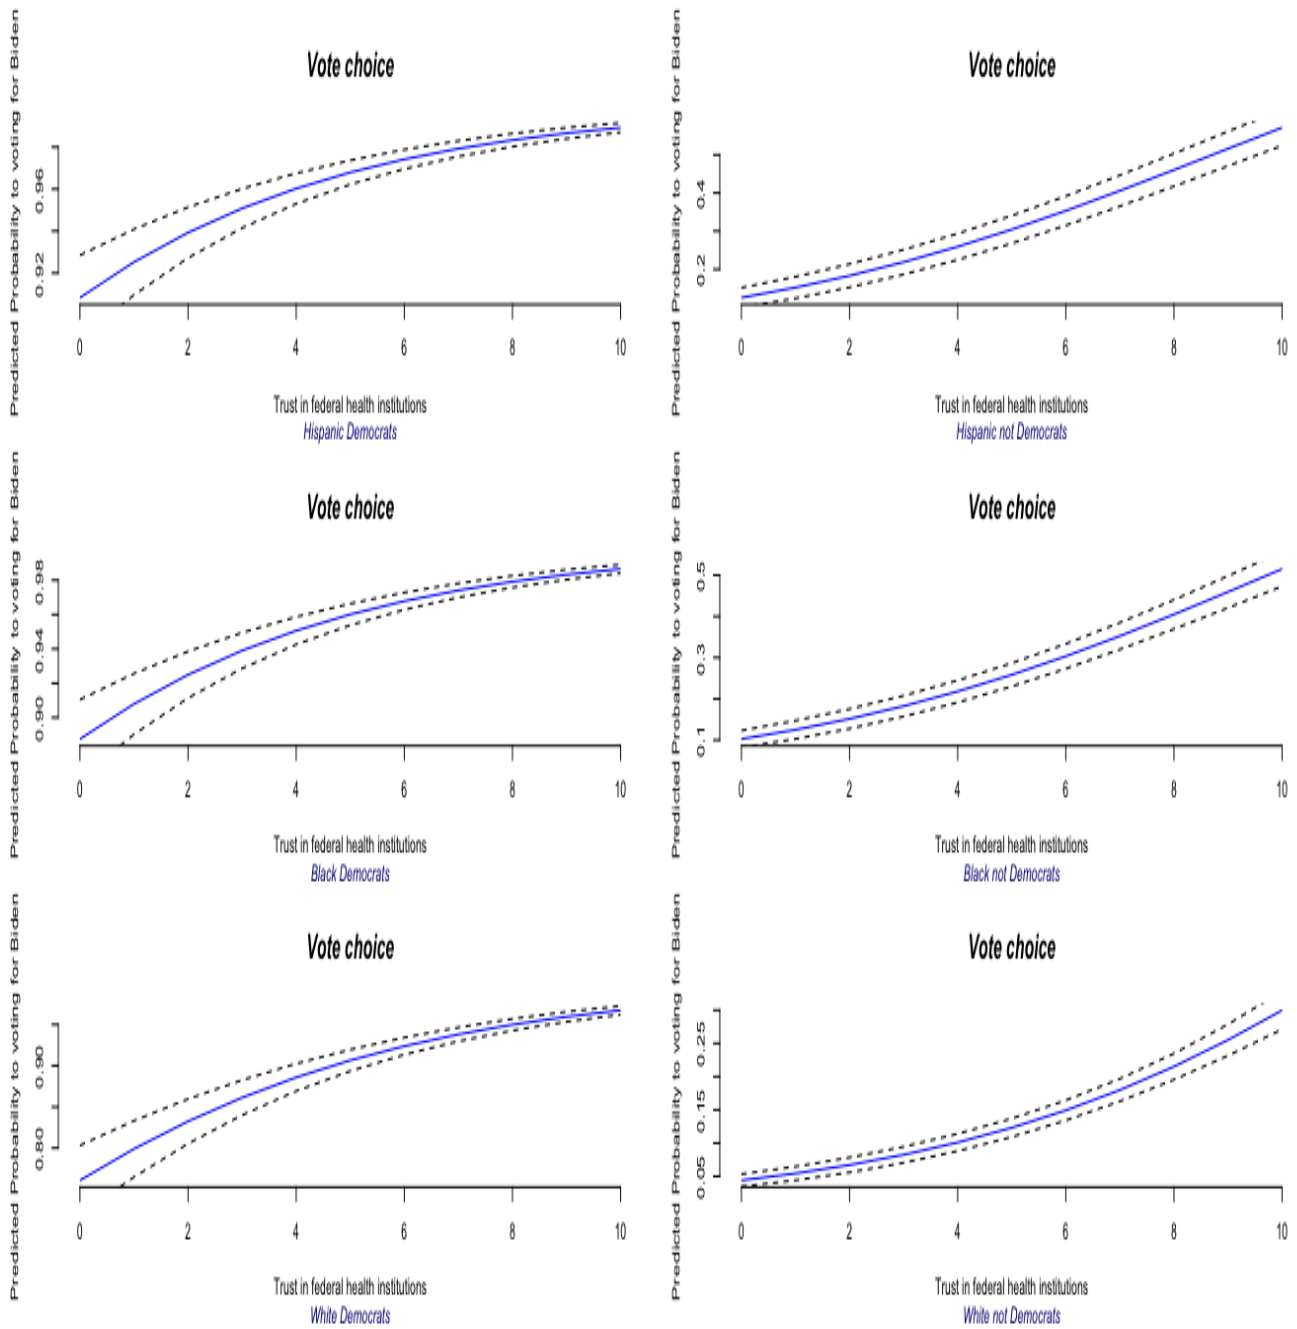 Vote choice
Predicted Probability to voting for Biden
0.96
0.92
0 2 4 6 8 10
Trust in federal health institutions
Hispanic Democrats
Vote choice
Predicted Probability to voting for Biden
0.4
0.2
0 2 4 6 8 10
Trust in federal health institutions
Hispanic not Democrats
Vote choice
Predicted Probability to voting for Biden
0.98
0.94
0.90
0 2 4 6 8 10
Trust in federal health institutions
Black Democrats
Vote choice
Predicted Probability to voting for Biden
0.5
0.3
0.1
0 2 4 6 8 10
Trust in federal health institutions
Black not Democrats
Vote choice
Predicted Probability to voting for Biden
0.90
0.80
0 2 4 6 8 10
Trust in federal health institutions
White Democrats
Vote choice
Predicted Probability to voting for Biden
0.25
0.15
0.05
0 2 4 6 8 10
Trust in federal health institutions
White not Democrats